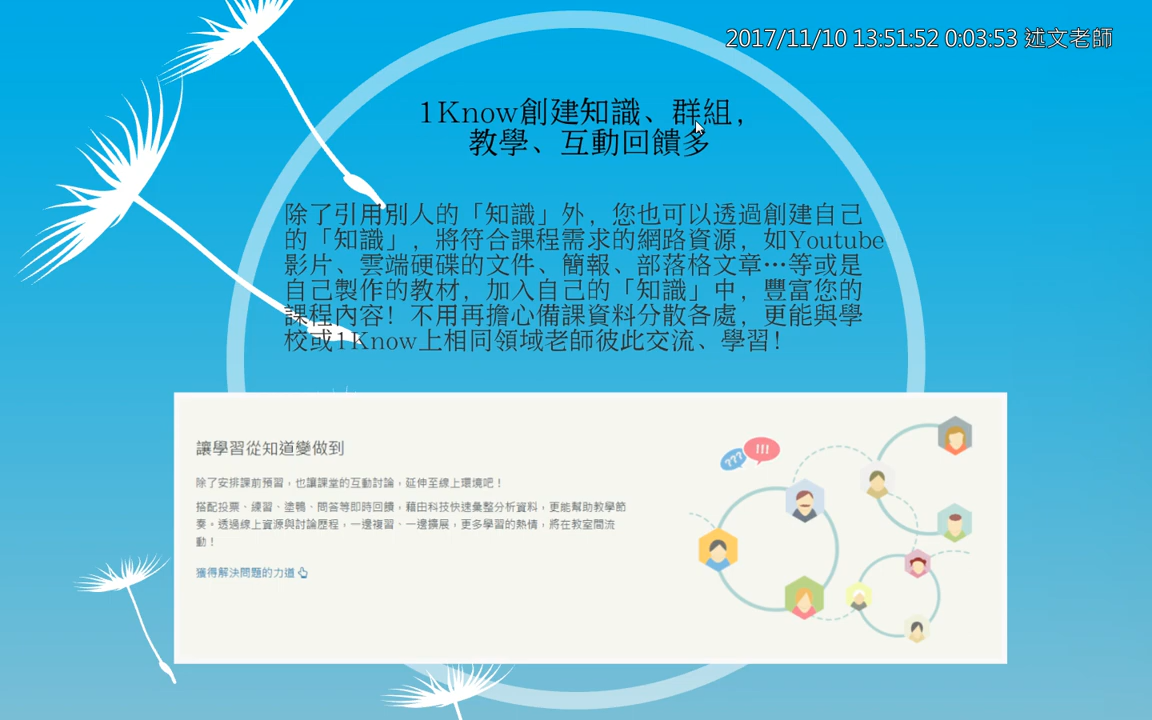 2017/11/10 13:51:52 0:03:53 述文老師
1Know創建知識、群組，
教學、互動回饋多
除了引用別人的「知識」外，您也可以透過創建自己
的「知識」，將符合課程需求的網路資源，如Youtube
影片、雲端硬碟的文件、簡報、部落格文章…等或是
自己製作的教材，加入自己的「知識」中，豐富您的
課程內容！不用再擔心備課資料分散各處，更能與學
校或1Know上相同領域老師彼此交流、學習！
讓學習從知道變做到
除了安排課前預習，也讓課堂的互動討論，延伸至線上環境吧！
搭配投票、練習、塗鴉、問答等即時回饋，藉由科技快速彙整分析資料，更能幫助教學節
奏。透過線上資源與討論歷程，一邊複習、一邊擴展，更多學習的熱情，將在教室間流
動！
獲得解決問題的力道
???
!!!